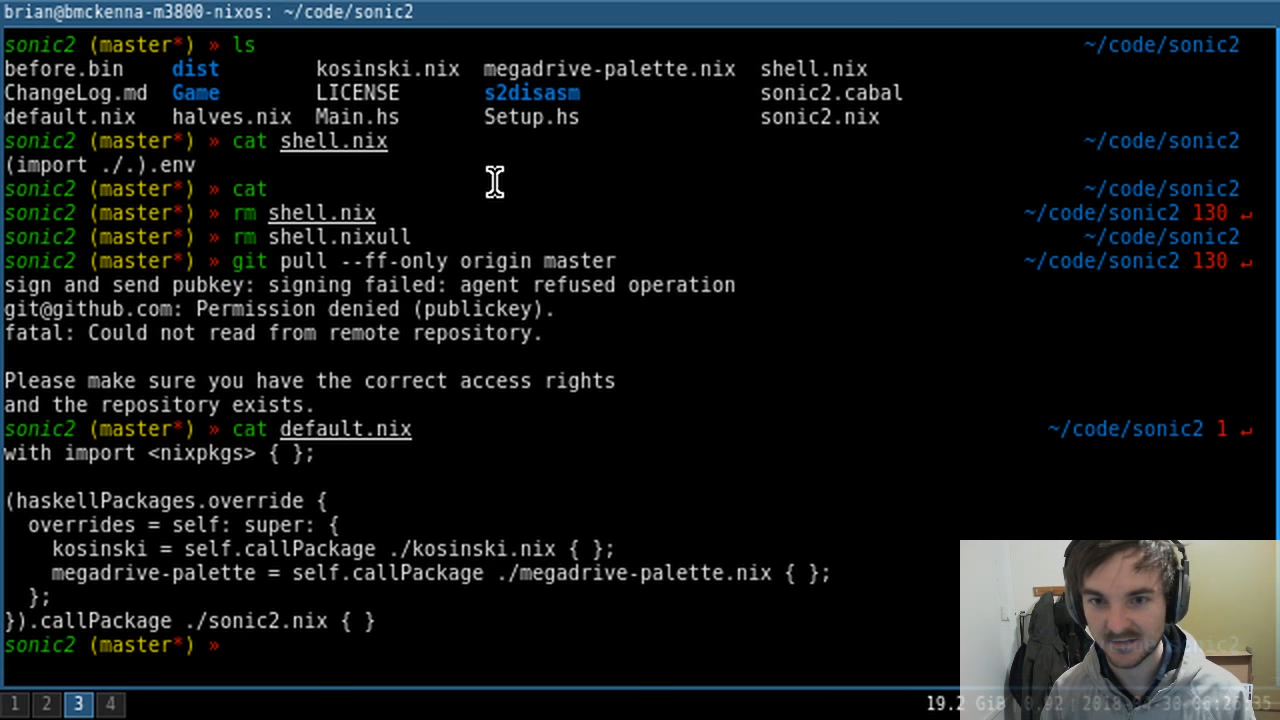 brian@bmckenna-m3800-nixos: ~/code/sonic2
sonic2 (master*) » ls ~/code/sonic2
before.bin dist kosinski.nix megadrive-palette.nix shell.nix
ChangeLog.md Game LICENSE s2disasm sonic2.cabal
default.nix halves.nix Main.hs Setup.hs sonic2.nix
sonic2 (master*) » cat shell.nix ~/code/sonic2
(import ./.).env
sonic2 (master*) » cat ~/code/sonic2
sonic2 (master*) » rm shell.nix ~/code/sonic2 130 ↵
sonic2 (master*) » rm shell.nixull ~/code/sonic2
sonic2 (master*) » git pull --ff-only origin master ~/code/sonic2 130 ↵
sign and send pubkey: signing failed: agent refused operation
git@github.com: Permission denied (publickey).
fatal: Could not read from remote repository.
Please make sure you have the correct access rights
and the repository exists.
sonic2 (master*) » cat default.nix ~/code/sonic2 1 ↵
with import <nixpkgs> { };
(haskellPackages.override {
overrides = self: super: {
kosinski = self.callPackage ./kosinski.nix { };
megadrive-palette = self.callPackage ./megadrive-palette.nix { };
};
}).callPackage ./sonic2.nix { }
sonic2 (master*) »
1 2 3 4 19.2 GiB